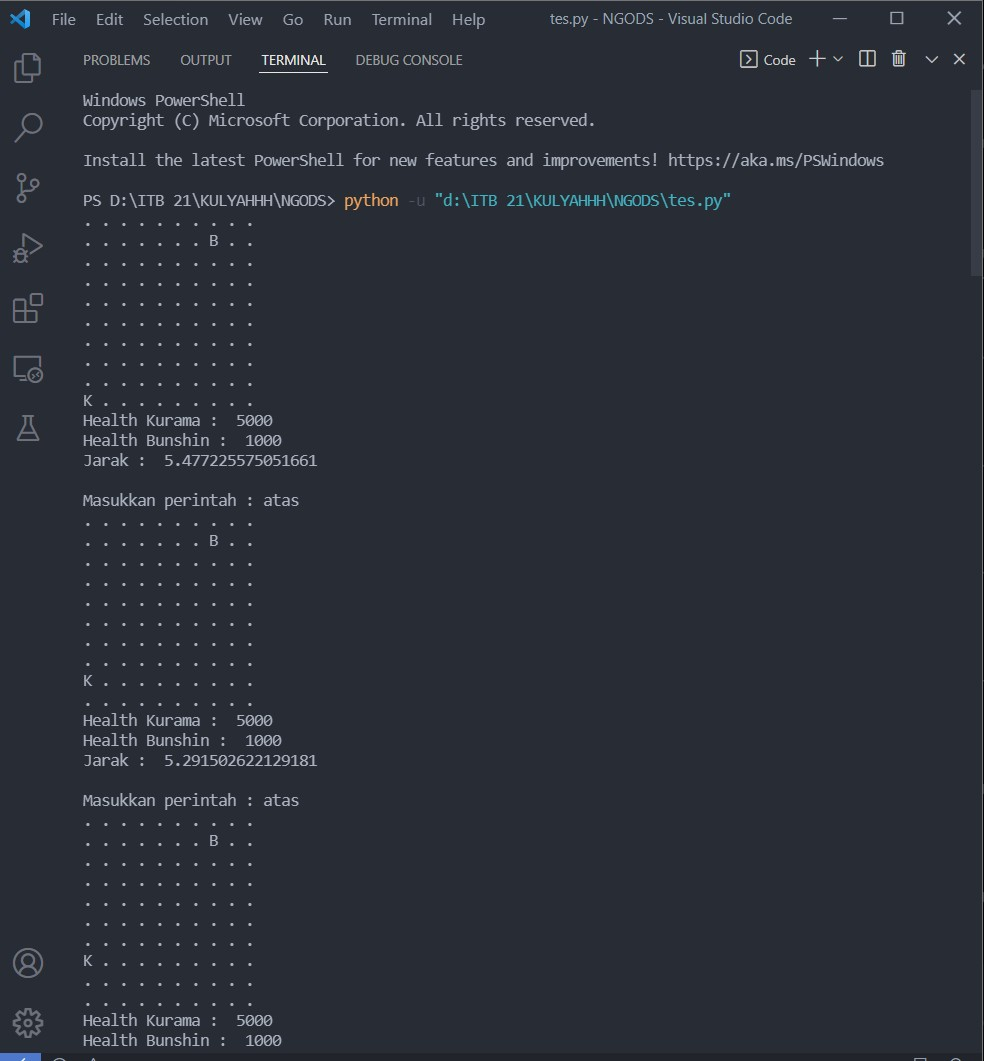 File Edit Selection View Go Run Terminal Help tes.py - NGODS - Visual Studio Code
PROBLEMS OUTPUT TERMINAL DEBUG CONSOLE Code
Windows PowerShell
Copyright (C) Microsoft Corporation. All rights reserved.
Install the latest PowerShell for new features and improvements! https://aka.ms/PSWindows
PS D:\ITB 21\KULYAHHH\NGODS> python -u "d:\ITB 21\KULYAHHH\NGODS\tes.py"
. . . . . . . . . .
. . . . . . . B . .
. . . . . . . . . .
. . . . . . . . . .
. . . . . . . . . .
. . . . . . . . . .
. . . . . . . . . .
. . . . . . . . . .
. . . . . . . . . .
K . . . . . . . . .
Health Kurama :  5000
Health Bunshin :  1000
Jarak :  5.477225575051661
Masukkan perintah : atas
. . . . . . . . . .
. . . . . . . B . .
. . . . . . . . . .
. . . . . . . . . .
. . . . . . . . . .
. . . . . . . . . .
. . . . . . . . . .
. . . . . . . . . .
K . . . . . . . . .
. . . . . . . . . .
Health Kurama :  5000
Health Bunshin :  1000
Jarak :  5.291502622129181
Masukkan perintah : atas
. . . . . . . . . .
. . . . . . . B . .
. . . . . . . . . .
. . . . . . . . . .
. . . . . . . . . .
. . . . . . . . . .
. . . . . . . . . .
K . . . . . . . . .
. . . . . . . . . .
. . . . . . . . . .
Health Kurama :  5000
Health Bunshin :  1000